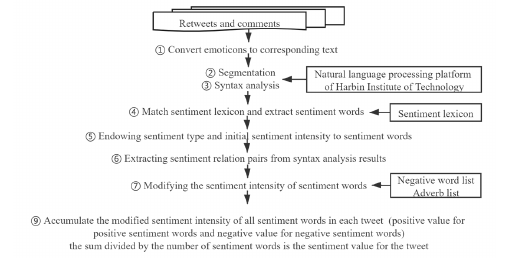 Retweets and comments
① Convert emoticons to corresponding text
② Segmentation
③ Syntax analysis
Natural language processing platform
of Harbin Institute of Technology
④ Match sentiment lexicon and extract sentiment words
Sentiment lexicon
⑤ Endowing sentiment type and initial sentiment intensity to sentiment words
⑥ Extracting sentiment relation pairs from syntax analysis results
⑦ Modifying the sentiment intensity of sentiment words
Negative word list
Adverb list
⑨ Accumulate the modified sentiment intensity of all sentiment words in each tweet (positive value for
positive sentiment words and negative value for negative sentiment words)
the sum divided by the number of sentiment words is the sentiment value for the tweet